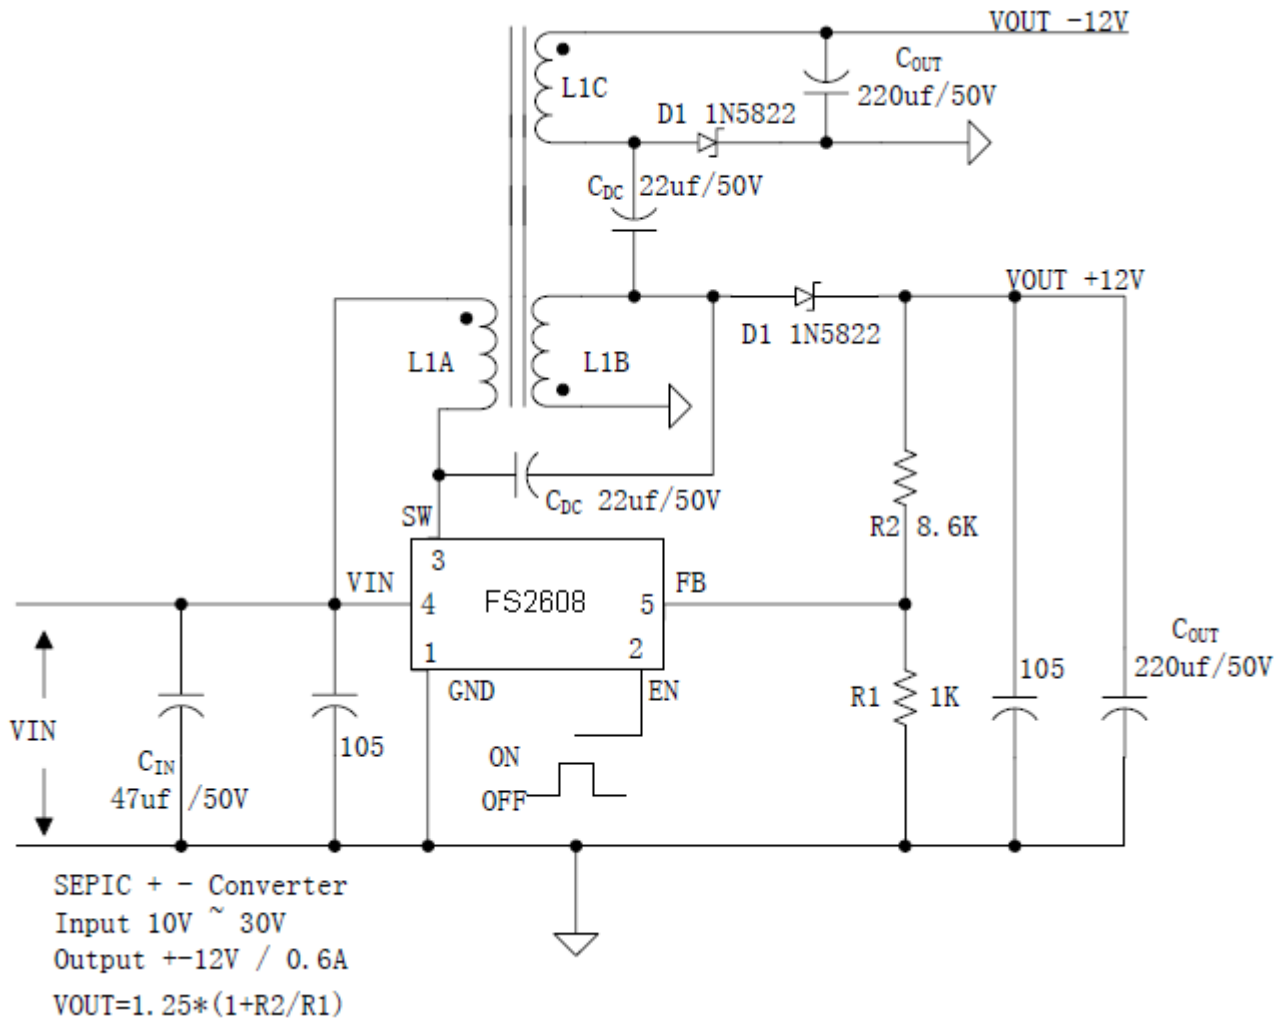 VOUT -12V
COUT
220uf/50V
L1C
D1 1N5822
CDC 22uf/50V
VOUT +12V
D1 1N5822
L1A
L1B
CDC 22uf/50V
SW
R2 8.6K
3
VIN
4
FS2608
5
FB
1
2
GND
EN
COUT
220uf/50V
105
R1 1K
VIN
105
ON
CIN
47uf /50V
OFF
SEPIC + - Converter
Input 10V ~ 30V
Output +-12V / 0.6A
VOUT=1.25*(1+R2/R1)